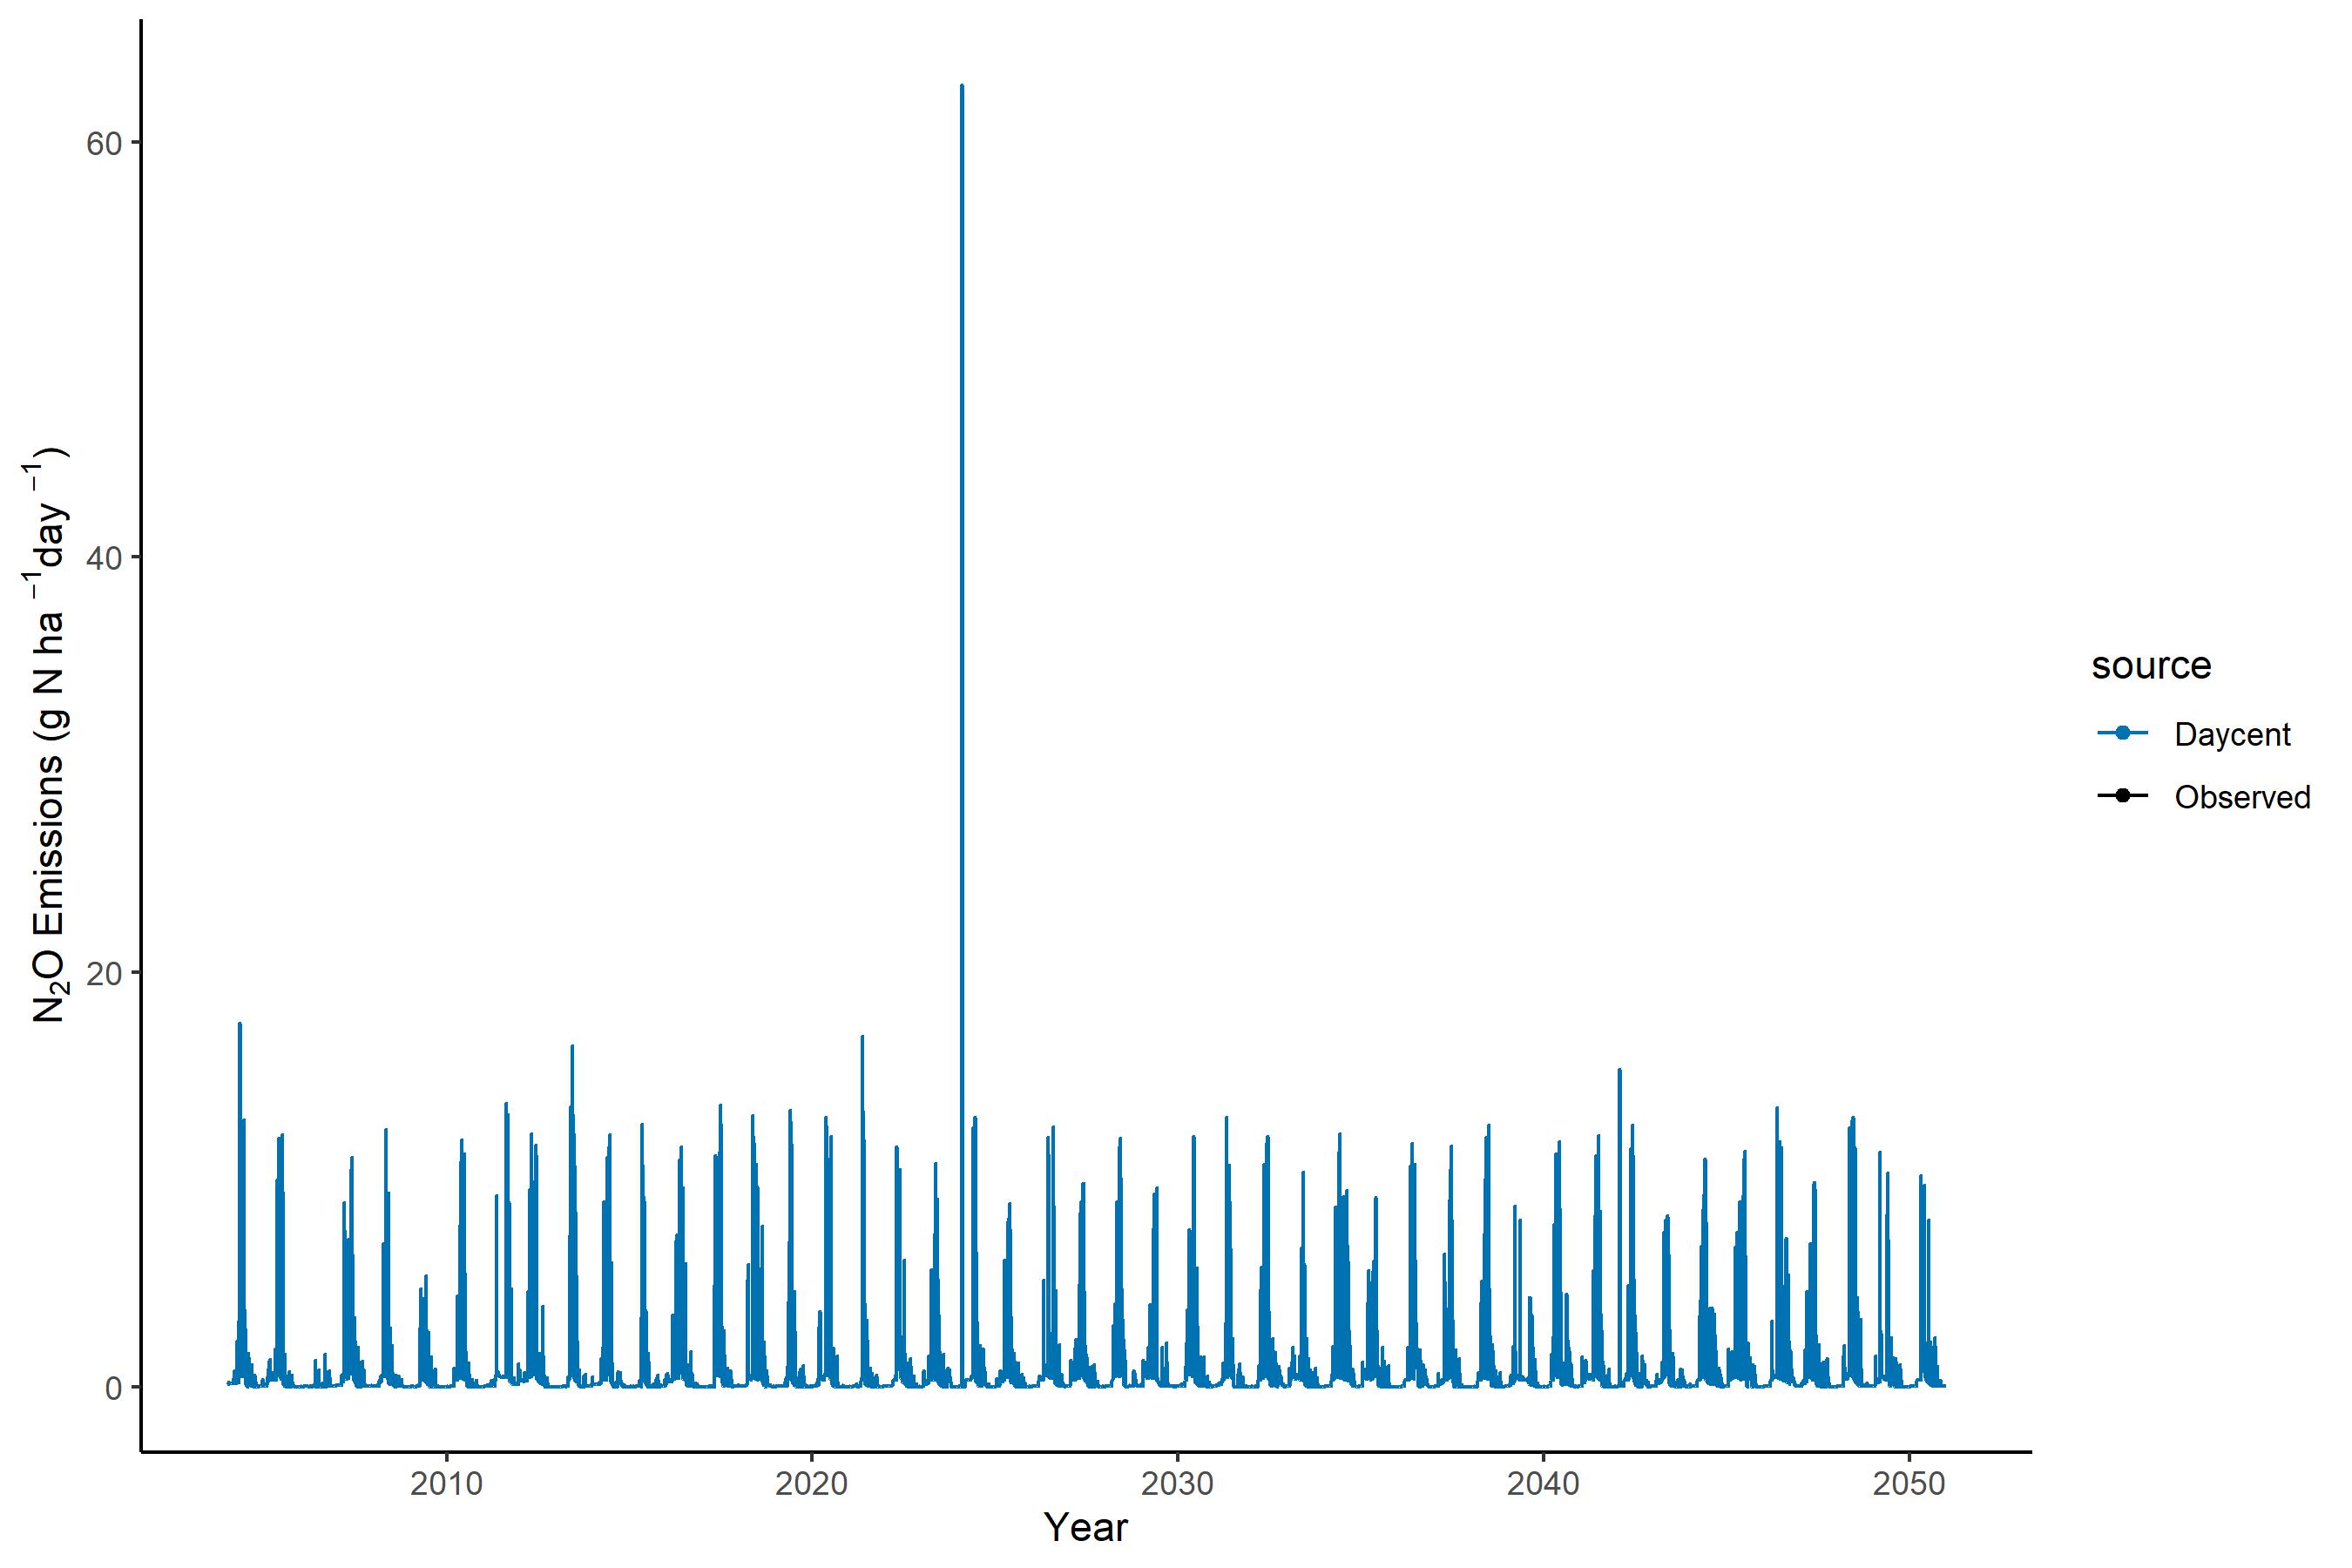 N₂O Emissions (g N ha ⁻¹day ⁻¹)
60
40
20
0
2010 2020 2030 2040 2050
Year
source
Daycent
Observed